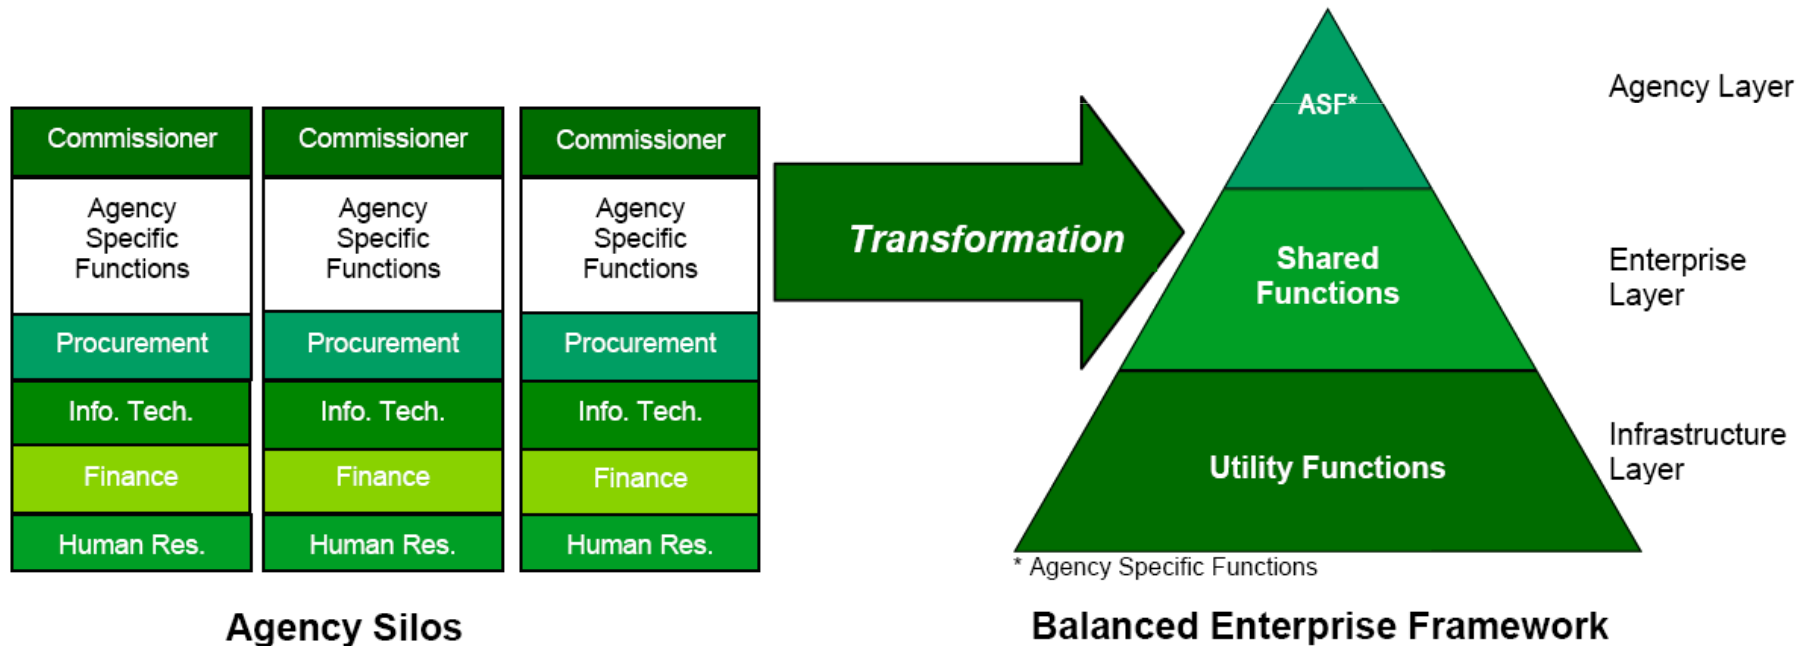 Commissioner
Agency
Specific
Functions
Procurement
Info. Tech.
Finance
Human Res.
Commissioner
Agency
Specific
Functions
Procurement
Info. Tech.
Finance
Human Res.
Commissioner
Agency
Specific
Functions
Procurement
Info. Tech.
Finance
Human Res.
Agency Silos
Transformation
ASF*
Shared
Functions
Utility Functions
Agency Layer
Enterprise
Layer
Infrastructure
Layer
* Agency Specific Functions
Balanced Enterprise Framework